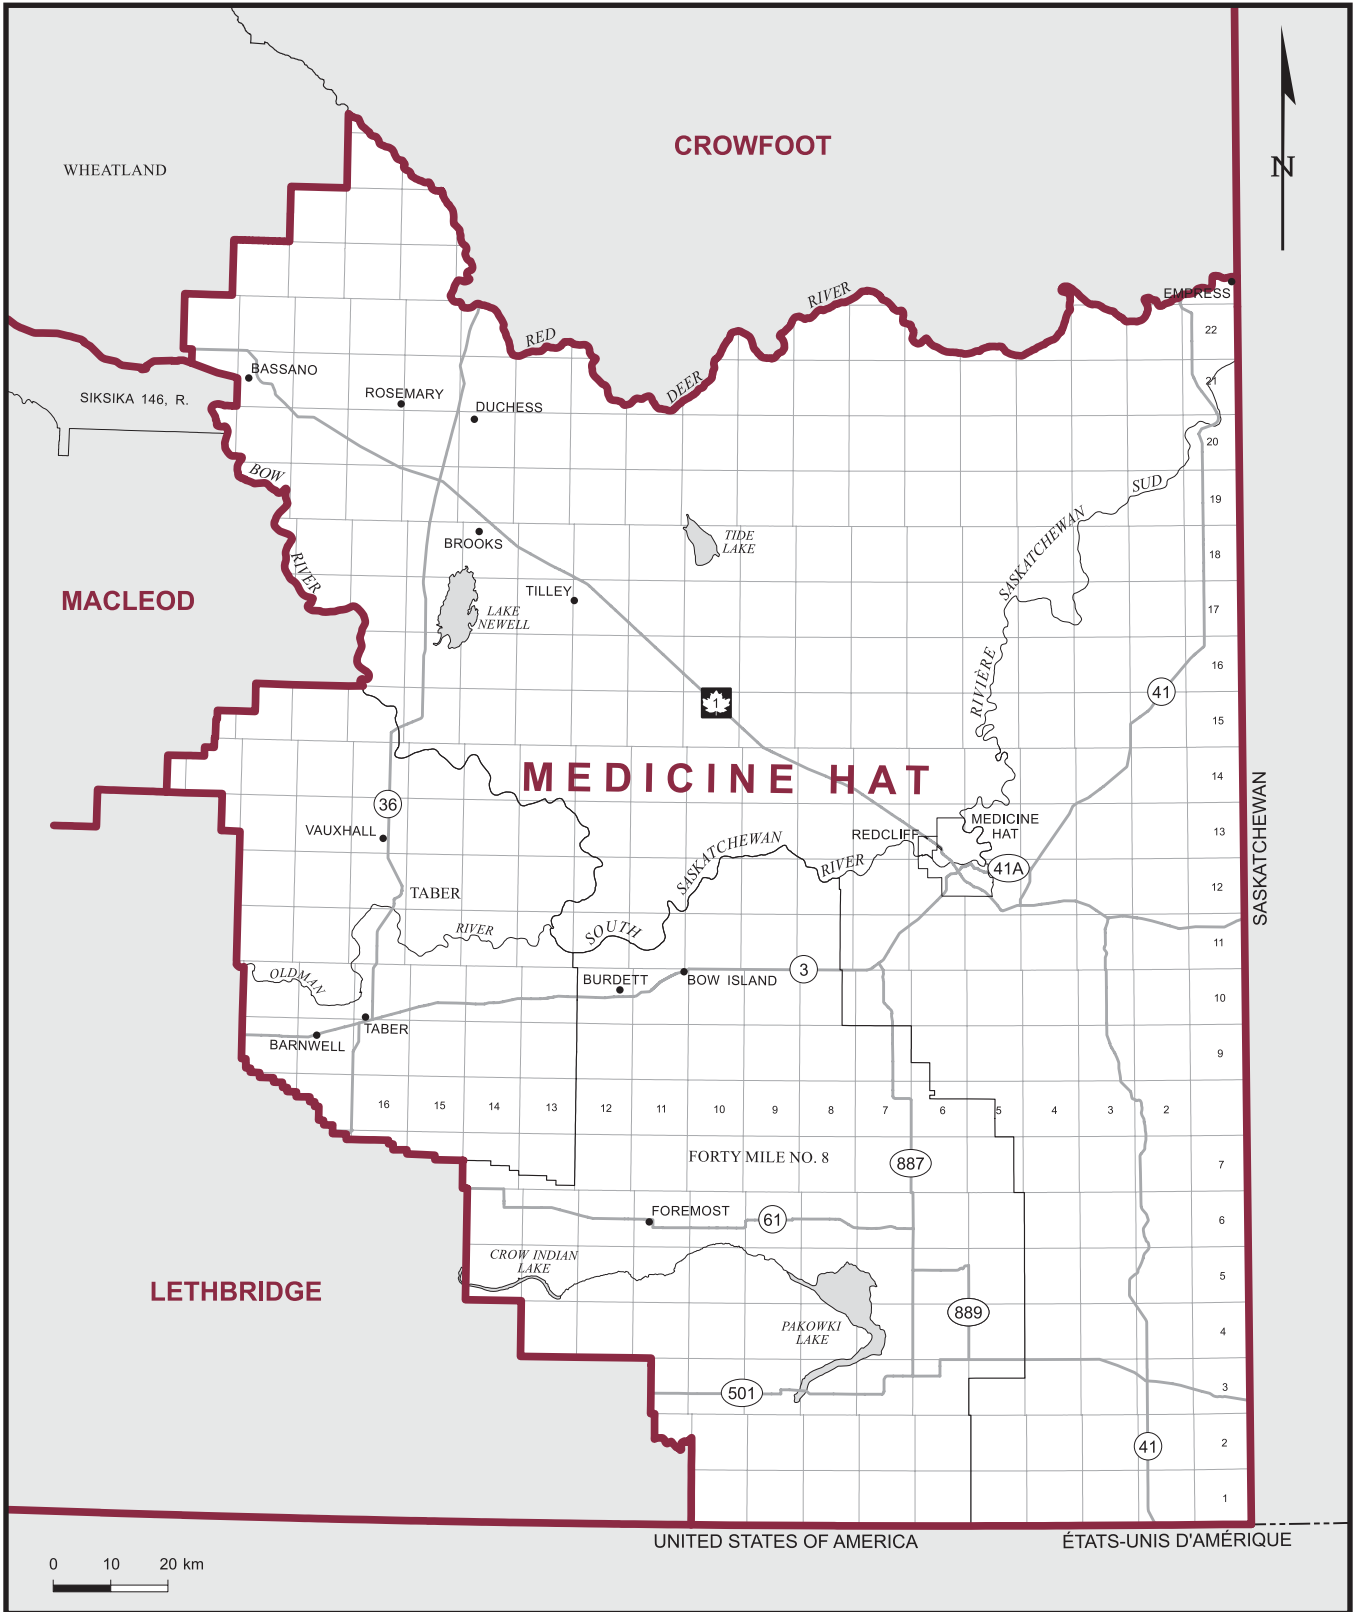 CROWFOOT
WHEATLAND
N
RIVER
EMPRESS
22
RED
BASSANO
21
DEER
ROSEMARY
SIKSIKA 146, R.
DUCHESS
20
BOW
SUD
19
SASKATCHEWAN
BROOKS
TIDE
LAKE
18
RIVER
TILLEY
MACLEOD
LAKE
NEWELL
17
RIVIÈRE
16
41
1
15
MEDICINE HAT
14
SASKATCHEWAN
36
VAUXHALL
MEDICINE
HAT
REDCLIFF
13
SASKATCHEWAN
RIVER
41A
12
TABER
RIVER
SOUTH
11
OLDMAN
BURDETT
BOW ISLAND
3
10
TABER
BARNWELL
9
16 15 14 13 12 11 10 9 8 7 6 5 4 3 2
FORTY MILE NO. 8
887
7
FOREMOST
61
6
CROW INDIAN
LAKE
5
LETHBRIDGE
889
PAKOWKI
LAKE
4
501
3
41
2
1
UNITED STATES OF AMERICA
ÉTATS-UNIS D'AMÉRIQUE
0 10 20 km